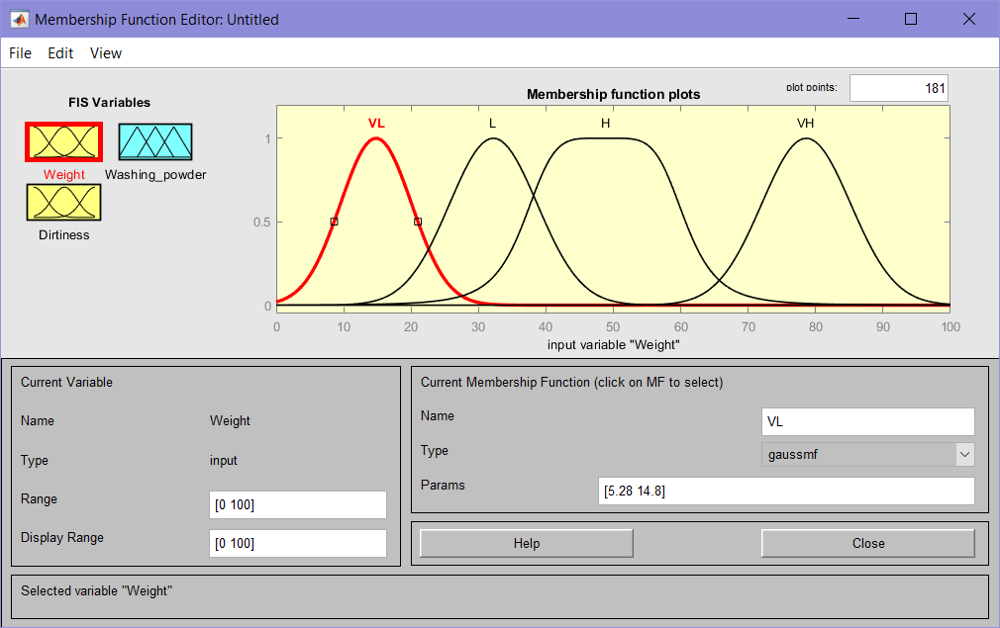 Membership Function Editor: Untitled
File Edit View
FIS Variables
Weight
Washing_powder
Dirtiness
Membership function plots
plot points:
181
VL L H VH
1
0.5
0
0 10 20 30 40 50 60 70 80 90 100
input variable "Weight"
Current Variable
Name Weight
Type input
Range [0 100]
Display Range [0 100]
Current Membership Function (click on MF to select)
Name VL
Type gaussmf
Params [5.28 14.8]
Help Close
Selected variable "Weight"